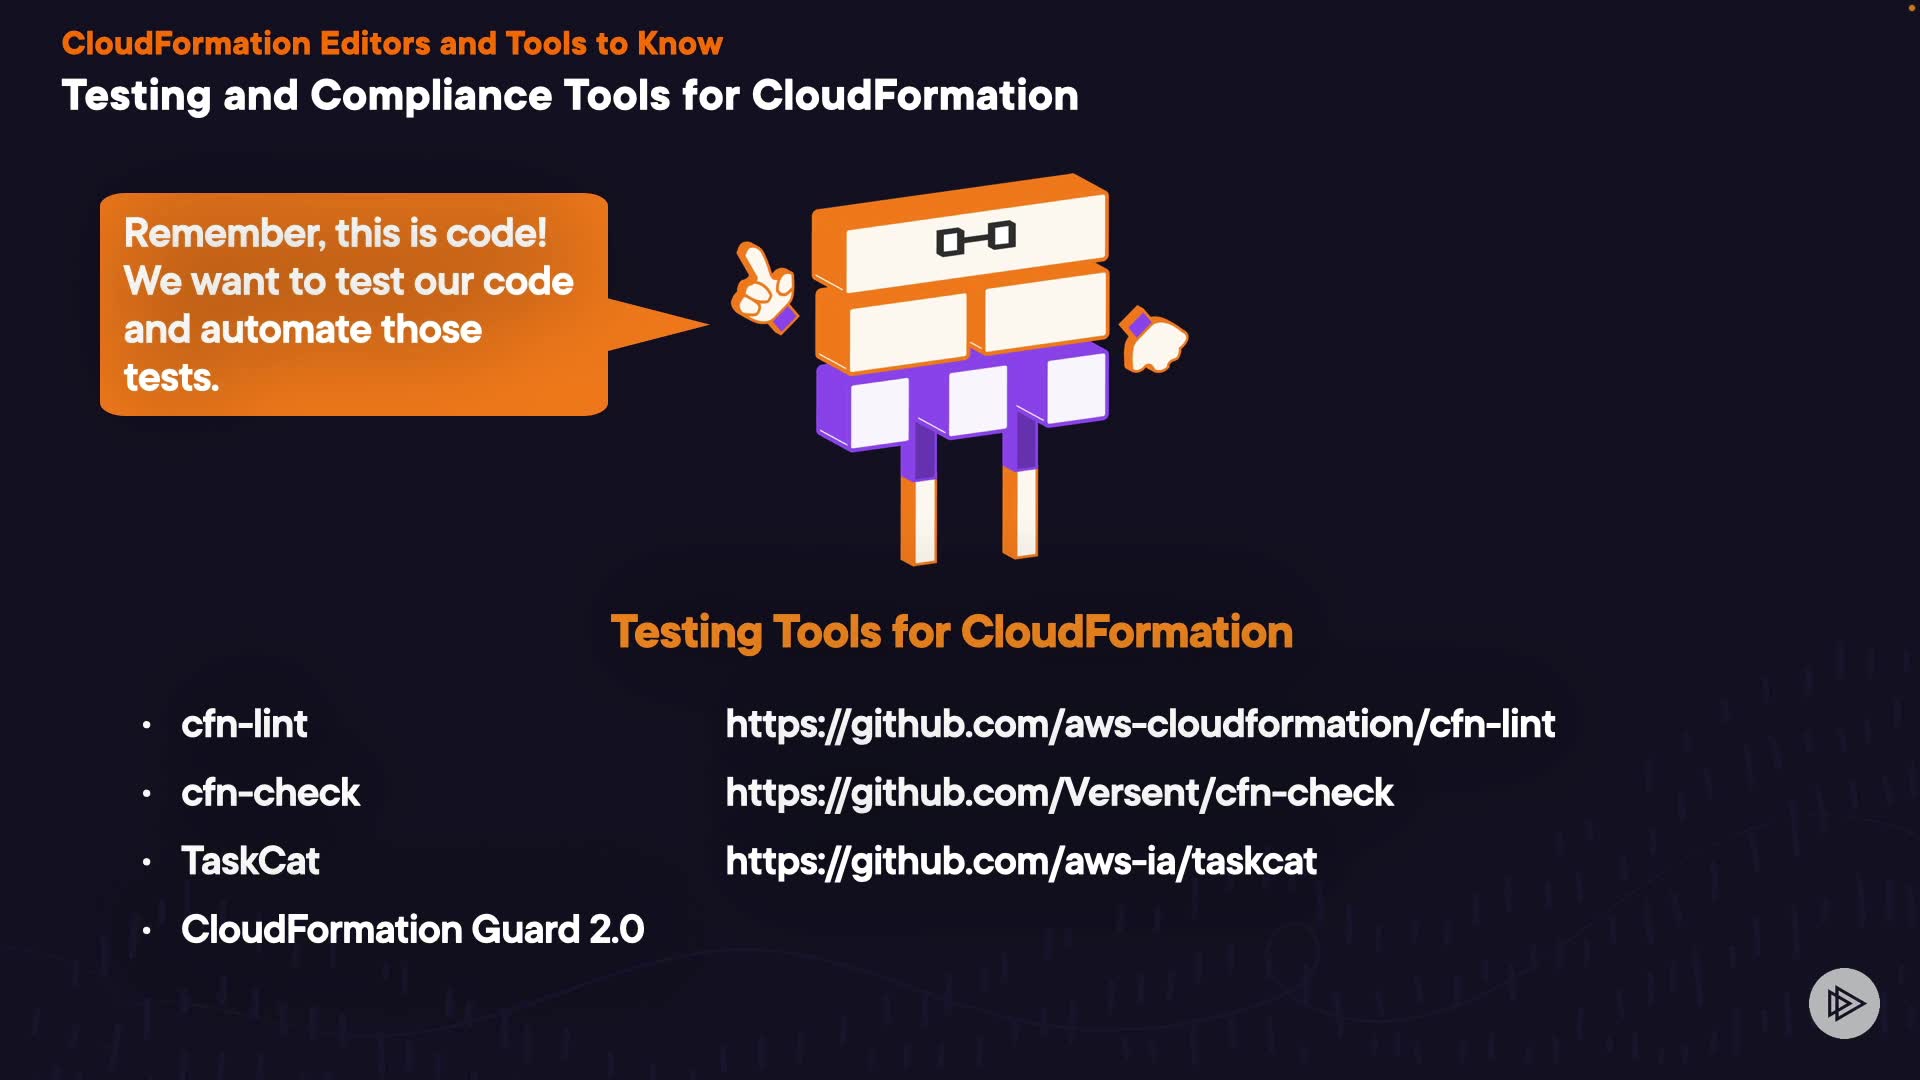 CloudFormation Editors and Tools to Know
Testing and Compliance Tools for CloudFormation
Remember, this is code!
We want to test our code
and automate those
tests.
Testing Tools for CloudFormation
• cfn-lint https://github.com/aws-cloudformation/cfn-lint
• cfn-check https://github.com/Versent/cfn-check
• TaskCat https://github.com/aws-ia/taskcat
• CloudFormation Guard 2.0